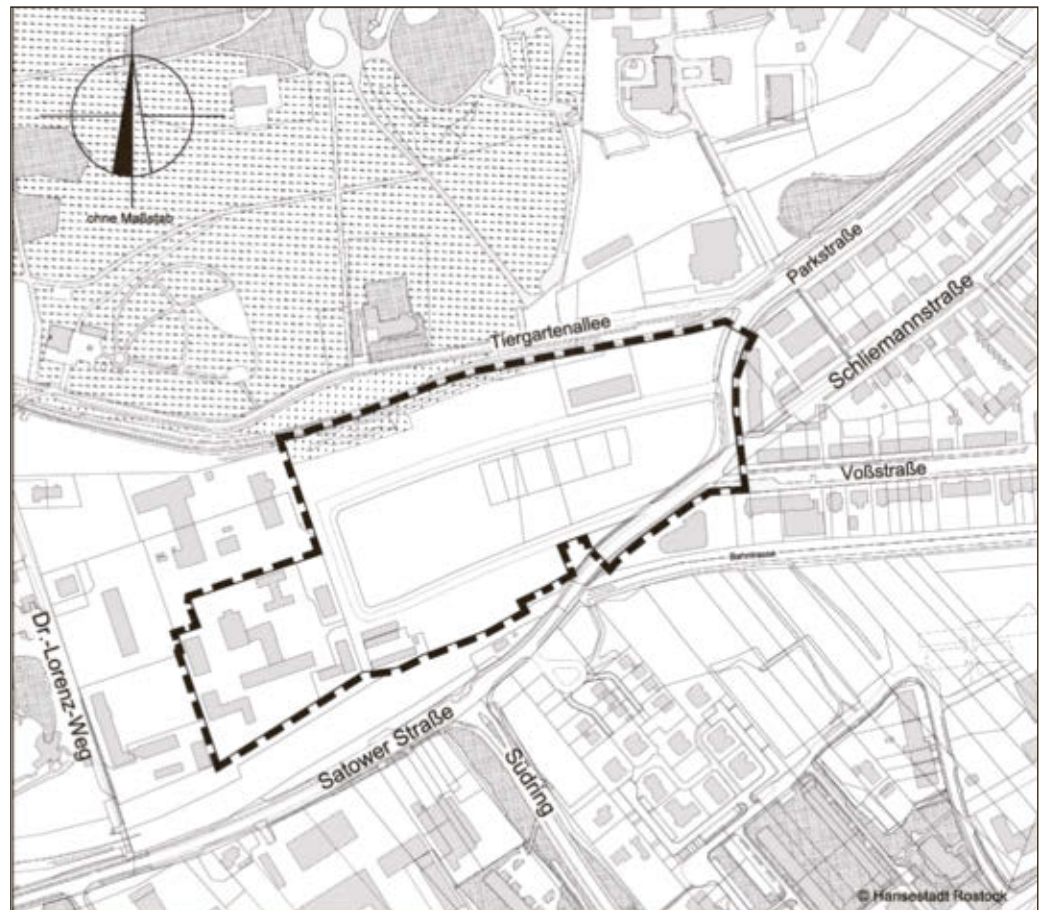 ohne Maßstab
Parkstraße
Tiergartenallee
Schliemannstraße
Voßstraße
Bahntrasse
Dr.-Lorenz-Weg
Satower Straße
Südring
© Hansestadt Rostock